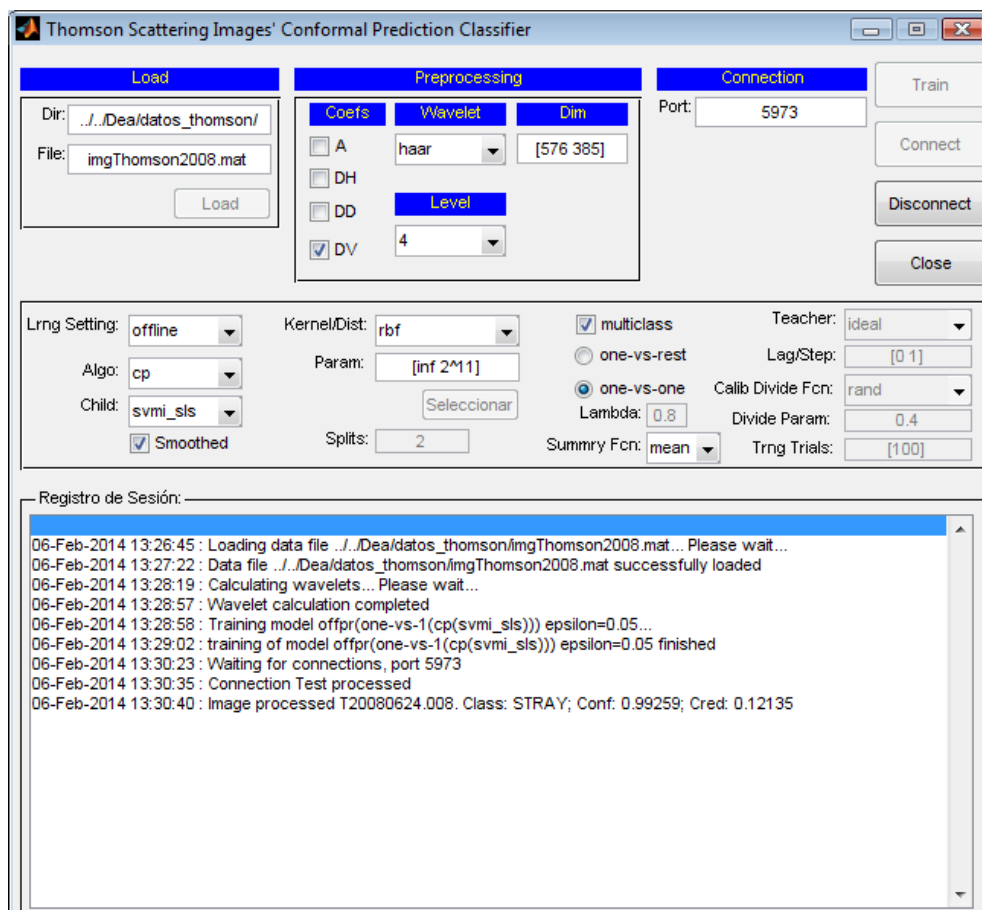 Thomson Scattering Images' Conformal Prediction Classifier
Load
Dir: ../../Dea/datos_thomson/
File: imgThomson2008.mat
Load
Preprocessing
Coefs Wavelet Dim
A haar [576 385]
DH
DD Level
DV 4
Connection
Port: 5973
Train
Connect
Disconnect
Close
Lrng Setting: offline
Algo: cp
Child: svmi_sls
Smoothed
Kernel/Dist: rbf
Param: [inf 2^11]
Seleccionar
Splits: 2
multiclass
one-vs-rest
one-vs-one
Lambda: 0.8
Summry Fcn: mean
Teacher: ideal
Lag/Step: [0 1]
Calib Divide Fcn: rand
Divide Param: 0.4
Trng Trials: [100]
Registro de Sesión:
06-Feb-2014 13:26:45 : Loading data file ../../Dea/datos_thomson/imgThomson2008.mat... Please wait...
06-Feb-2014 13:27:22 : Data file ../../Dea/datos_thomson/imgThomson2008.mat successfully loaded
06-Feb-2014 13:28:19 : Calculating wavelets... Please wait...
06-Feb-2014 13:28:57 : Wavelet calculation completed
06-Feb-2014 13:28:58 : Training model offpr(one-vs-1(cp(svmi_sls))) epsilon=0.05...
06-Feb-2014 13:29:02 : training of model offpr(one-vs-1(cp(svmi_sls))) epsilon=0.05 finished
06-Feb-2014 13:30:23 : Waiting for connections, port 5973
06-Feb-2014 13:30:35 : Connection Test processed
06-Feb-2014 13:30:40 : Image processed T20080624.008. Class: STRAY; Conf: 0.99259; Cred: 0.12135